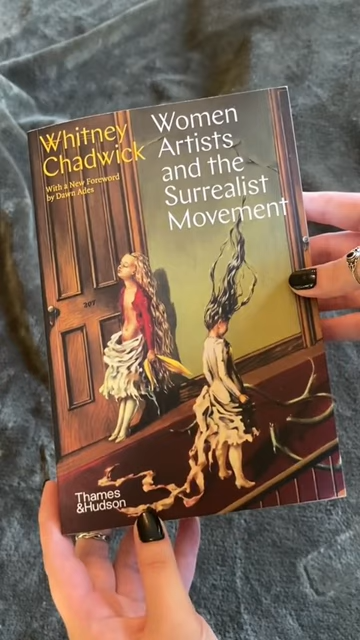 Whitney
Chadwick
With a New Foreword
by Dawn Ades
Women
Artists
and the
Surrealist
Movement
207
Thames
&Hudson